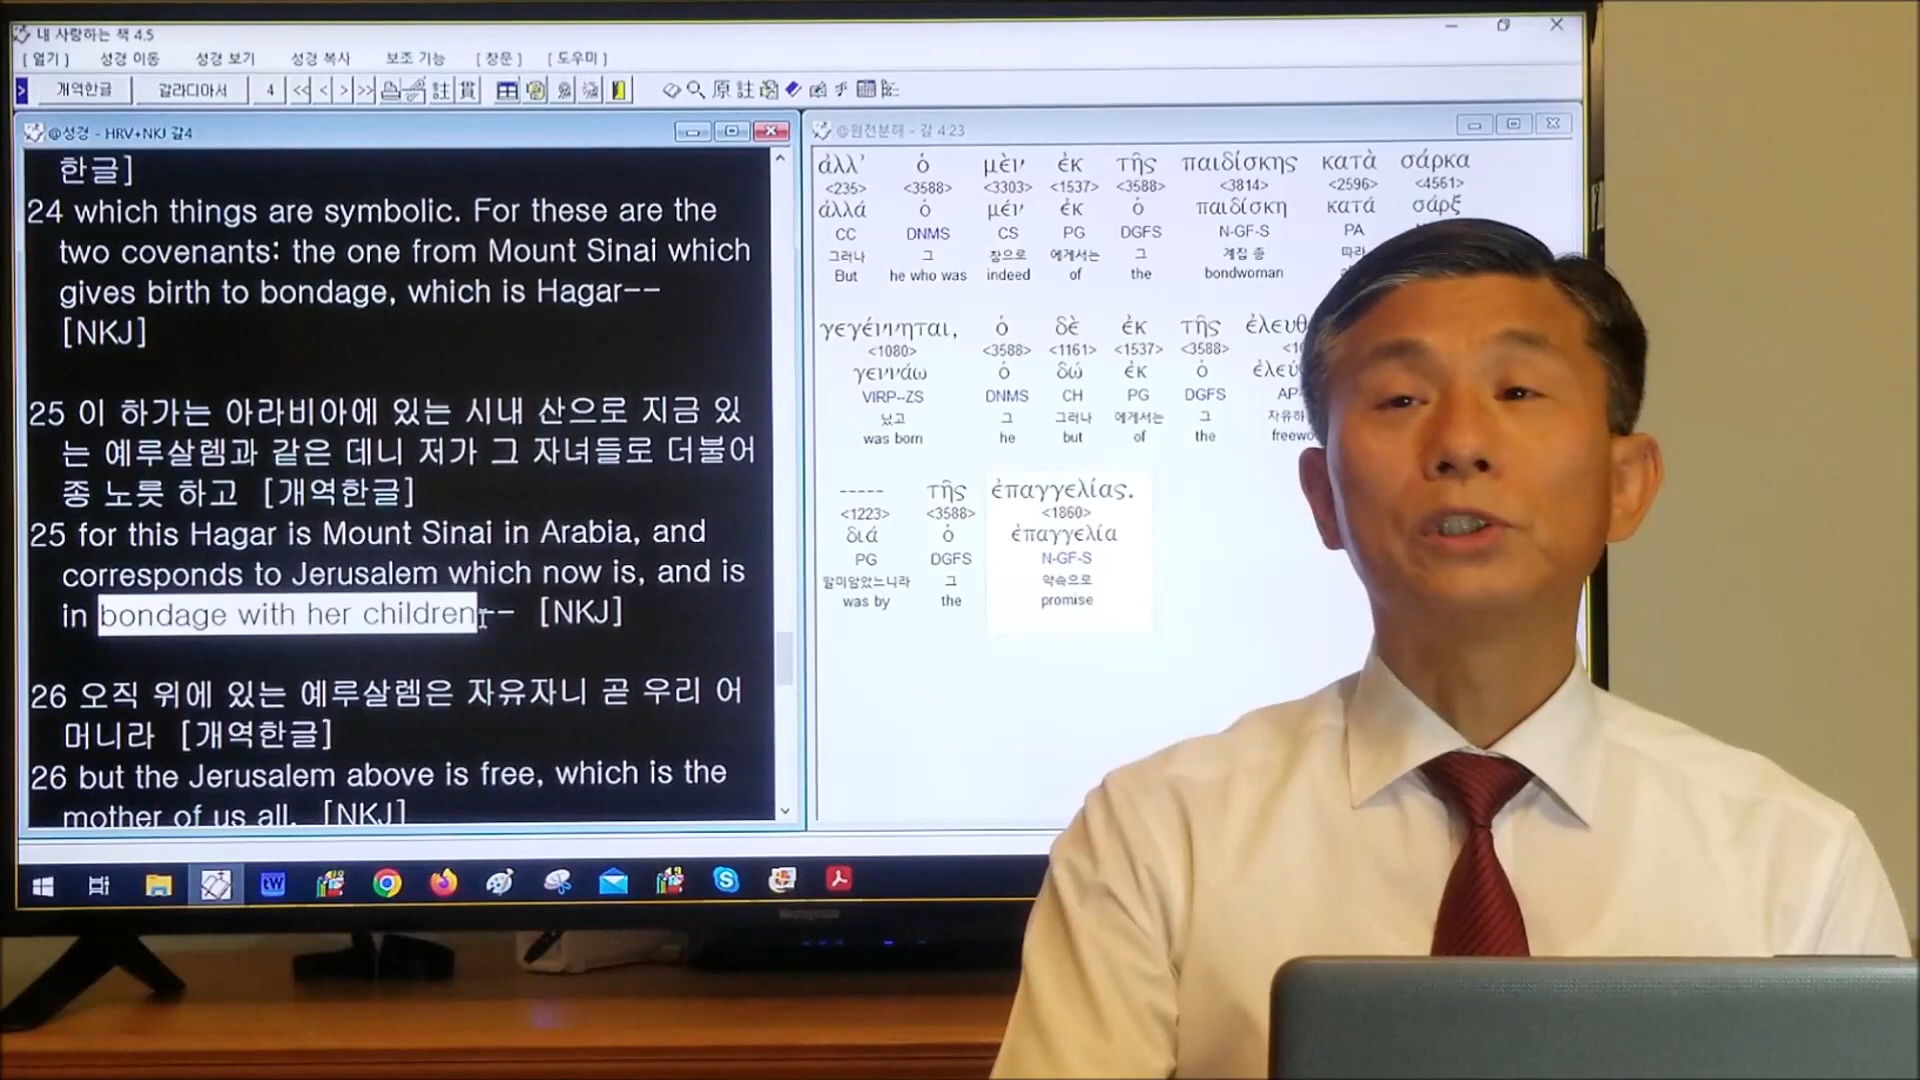 내 사랑하는 책 4.5
[ 열기 ] 성경 이동 성경 보기 성경 복사 보조 기능 [ 창문 ] [ 도우미 ]
개역한글 갈라디아서 4 << < > >> 註 貫 原 註
@성경 - HRV+NKJ 갈4
한글]
24 which things are symbolic. For these are the
two covenants: the one from Mount Sinai which
gives birth to bondage, which is Hagar--
[NKJ]
25 이 하가는 아라비아에 있는 시내 산으로 지금 있
는 예루살렘과 같은 데니 저가 그 자녀들로 더불어
종 노릇 하고 [개역한글]
25 for this Hagar is Mount Sinai in Arabia, and
corresponds to Jerusalem which now is, and is
in bondage with her children-- [NKJ]
26 오직 위에 있는 예루살렘은 자유자니 곧 우리 어
머니라 [개역한글]
26 but the Jerusalem above is free, which is the
mother of us all. [NKJ]
@원전분해 - 갈 4:23
ἀλλ’ ὁ μὲν ἐκ τῆς παιδίσκης κατὰ σάρκα
<235> <3588> <3303> <1537> <3588> <3814> <2596> <4561>
ἀλλά ὁ μέν ἐκ ὁ παιδίσκη κατά σάρξ
CC DNMS CS PG DGFS N-GF-S PA
그러나 그 참으로 에게서는 그 계집 종 따라
But he who was indeed of the bondwoman
γεγέννηται, ὁ δὲ ἐκ τῆς ἐλευθ
<1080> <3588> <1161> <1537> <3588>
γεννάω ὁ δώ ἐκ ὁ ἐλεύ
VIRP--ZS DNMS CH PG DGFS AP-
났고 그 그러나 에게서는 그 자유하
was born he but of the freewo
----- τῆς ἐπαγγελίας.
<1223> <3588> <1860>
διά ὁ ἐπαγγελία
PG DGFS N-GF-S
말미암았느니라 그 약속으로
was by the promise